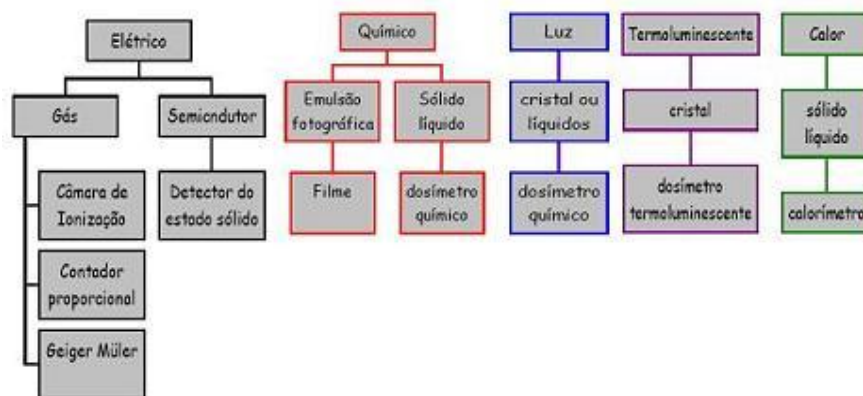 Elétrico
Gás
Semicndutor
Câmara de
Ionização
Detector do
estado sólido
Contador
proporcional
Geiger Müler
Químico
Emulsão
fotográfica
Sólido
líquido
Filme
dosímetro
químico
Luz
cristal ou
líquidos
dosímetro
químico
Termoluminescente
cristal
dosímetro
termoluminescente
Calor
sólido
líquido
calorímetro